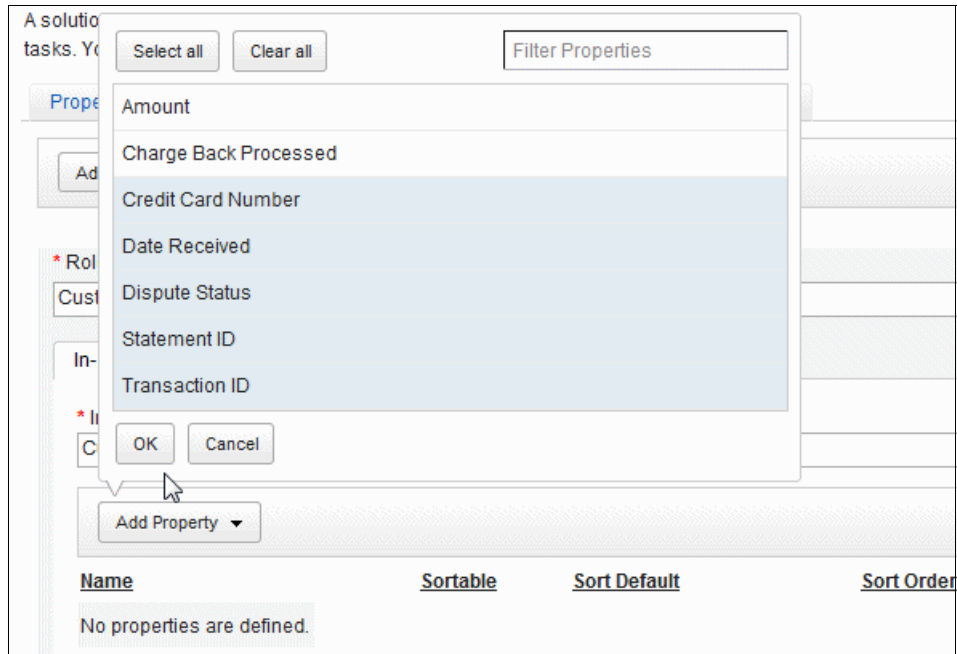 A solutio
tasks. Yo
Select all Clear all Filter Properties
Prope
Amount
Charge Back Processed
Ad
Credit Card Number
Date Received
* Rol
Dispute Status
Cust
Statement ID
In-
Transaction ID
* In
OK Cancel
C
Add Property
Name Sortable Sort Default Sort Order
No properties are defined.